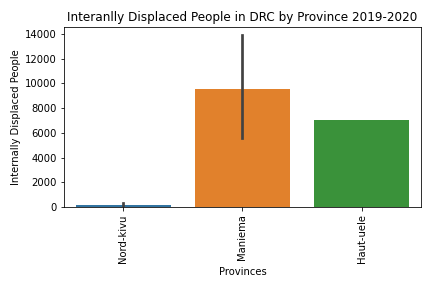 Interanlly Displaced People in DRC by Province 2019-2020
14000
12000
10000
8000
6000
4000
2000
0
Internally Displaced People
Nord-kivu
Maniema
Haut-uele
Provinces